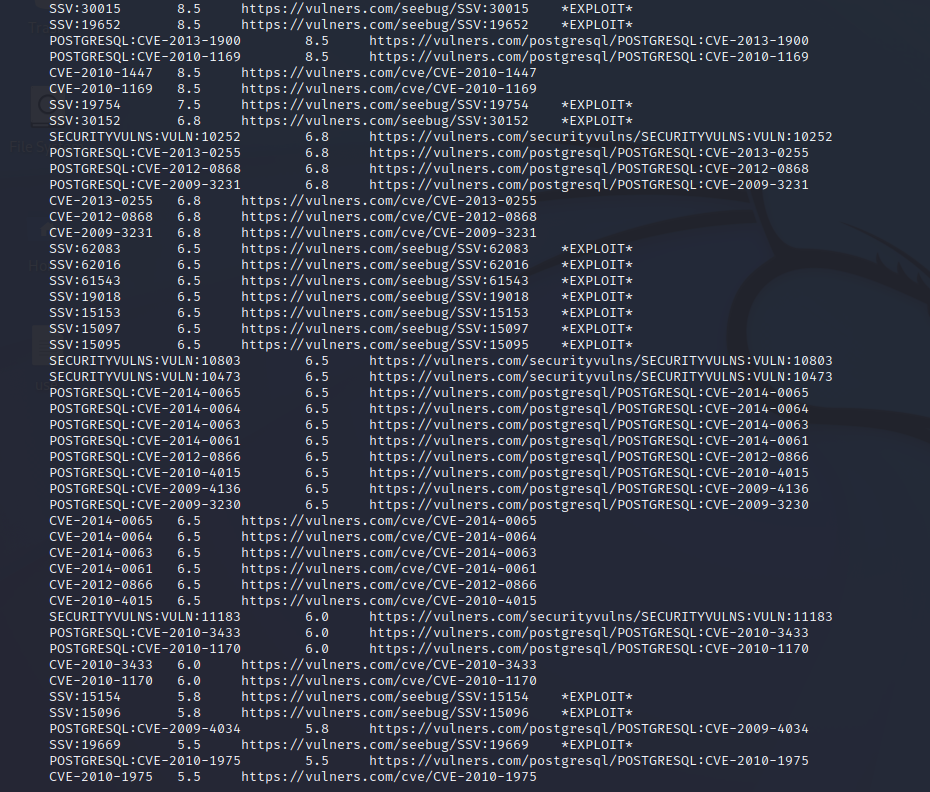 SSV:30015 8.5 https://vulners.com/seebug/SSV:30015 *EXPLOIT*
SSV:19652 8.5 https://vulners.com/seebug/SSV:19652 *EXPLOIT*
POSTGRESQL:CVE-2013-1900 8.5 https://vulners.com/postgresql/POSTGRESQL:CVE-2013-1900
POSTGRESQL:CVE-2010-1169 8.5 https://vulners.com/postgresql/POSTGRESQL:CVE-2010-1169
CVE-2010-1447 8.5 https://vulners.com/cve/CVE-2010-1447
CVE-2010-1169 8.5 https://vulners.com/cve/CVE-2010-1169
SSV:19754 7.5 https://vulners.com/seebug/SSV:19754 *EXPLOIT*
SSV:30152 6.8 https://vulners.com/seebug/SSV:30152 *EXPLOIT*
SECURITYVULNS:VULN:10252 6.8 https://vulners.com/securityvulns/SECURITYVULNS:VULN:10252
POSTGRESQL:CVE-2013-0255 6.8 https://vulners.com/postgresql/POSTGRESQL:CVE-2013-0255
POSTGRESQL:CVE-2012-0868 6.8 https://vulners.com/postgresql/POSTGRESQL:CVE-2012-0868
POSTGRESQL:CVE-2009-3231 6.8 https://vulners.com/postgresql/POSTGRESQL:CVE-2009-3231
CVE-2013-0255 6.8 https://vulners.com/cve/CVE-2013-0255
CVE-2012-0868 6.8 https://vulners.com/cve/CVE-2012-0868
CVE-2009-3231 6.8 https://vulners.com/cve/CVE-2009-3231
SSV:62083 6.5 https://vulners.com/seebug/SSV:62083 *EXPLOIT*
SSV:62016 6.5 https://vulners.com/seebug/SSV:62016 *EXPLOIT*
SSV:61543 6.5 https://vulners.com/seebug/SSV:61543 *EXPLOIT*
SSV:19018 6.5 https://vulners.com/seebug/SSV:19018 *EXPLOIT*
SSV:15153 6.5 https://vulners.com/seebug/SSV:15153 *EXPLOIT*
SSV:15097 6.5 https://vulners.com/seebug/SSV:15097 *EXPLOIT*
SSV:15095 6.5 https://vulners.com/seebug/SSV:15095 *EXPLOIT*
SECURITYVULNS:VULN:10803 6.5 https://vulners.com/securityvulns/SECURITYVULNS:VULN:10803
SECURITYVULNS:VULN:10473 6.5 https://vulners.com/securityvulns/SECURITYVULNS:VULN:10473
POSTGRESQL:CVE-2014-0065 6.5 https://vulners.com/postgresql/POSTGRESQL:CVE-2014-0065
POSTGRESQL:CVE-2014-0064 6.5 https://vulners.com/postgresql/POSTGRESQL:CVE-2014-0064
POSTGRESQL:CVE-2014-0063 6.5 https://vulners.com/postgresql/POSTGRESQL:CVE-2014-0063
POSTGRESQL:CVE-2014-0061 6.5 https://vulners.com/postgresql/POSTGRESQL:CVE-2014-0061
POSTGRESQL:CVE-2012-0866 6.5 https://vulners.com/postgresql/POSTGRESQL:CVE-2012-0866
POSTGRESQL:CVE-2010-4015 6.5 https://vulners.com/postgresql/POSTGRESQL:CVE-2010-4015
POSTGRESQL:CVE-2009-4136 6.5 https://vulners.com/postgresql/POSTGRESQL:CVE-2009-4136
POSTGRESQL:CVE-2009-3230 6.5 https://vulners.com/postgresql/POSTGRESQL:CVE-2009-3230
CVE-2014-0065 6.5 https://vulners.com/cve/CVE-2014-0065
CVE-2014-0064 6.5 https://vulners.com/cve/CVE-2014-0064
CVE-2014-0063 6.5 https://vulners.com/cve/CVE-2014-0063
CVE-2014-0061 6.5 https://vulners.com/cve/CVE-2014-0061
CVE-2012-0866 6.5 https://vulners.com/cve/CVE-2012-0866
CVE-2010-4015 6.5 https://vulners.com/cve/CVE-2010-4015
SECURITYVULNS:VULN:11183 6.0 https://vulners.com/securityvulns/SECURITYVULNS:VULN:11183
POSTGRESQL:CVE-2010-3433 6.0 https://vulners.com/postgresql/POSTGRESQL:CVE-2010-3433
POSTGRESQL:CVE-2010-1170 6.0 https://vulners.com/postgresql/POSTGRESQL:CVE-2010-1170
CVE-2010-3433 6.0 https://vulners.com/cve/CVE-2010-3433
CVE-2010-1170 6.0 https://vulners.com/cve/CVE-2010-1170
SSV:15154 5.8 https://vulners.com/seebug/SSV:15154 *EXPLOIT*
SSV:15096 5.8 https://vulners.com/seebug/SSV:15096 *EXPLOIT*
POSTGRESQL:CVE-2009-4034 5.8 https://vulners.com/postgresql/POSTGRESQL:CVE-2009-4034
SSV:19669 5.5 https://vulners.com/seebug/SSV:19669 *EXPLOIT*
POSTGRESQL:CVE-2010-1975 5.5 https://vulners.com/postgresql/POSTGRESQL:CVE-2010-1975
CVE-2010-1975 5.5 https://vulners.com/cve/CVE-2010-1975